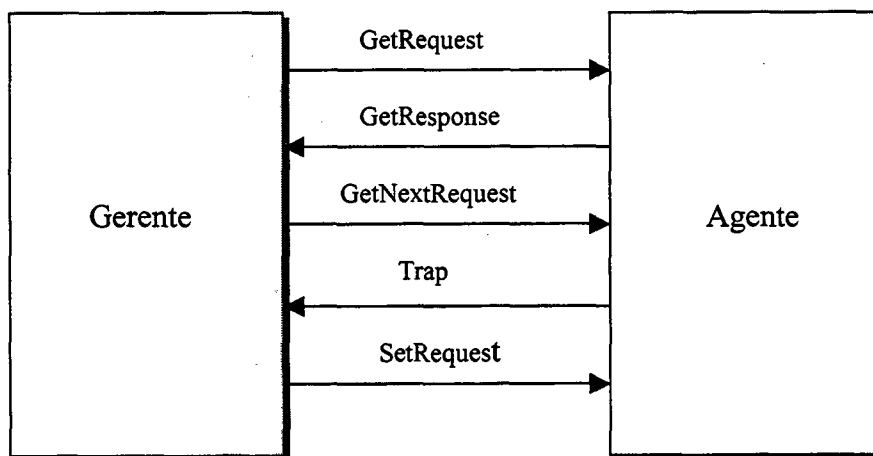 GetRequest
GetResponse
GetNextRequest
Gerente
Agente
Trap
SetRequest